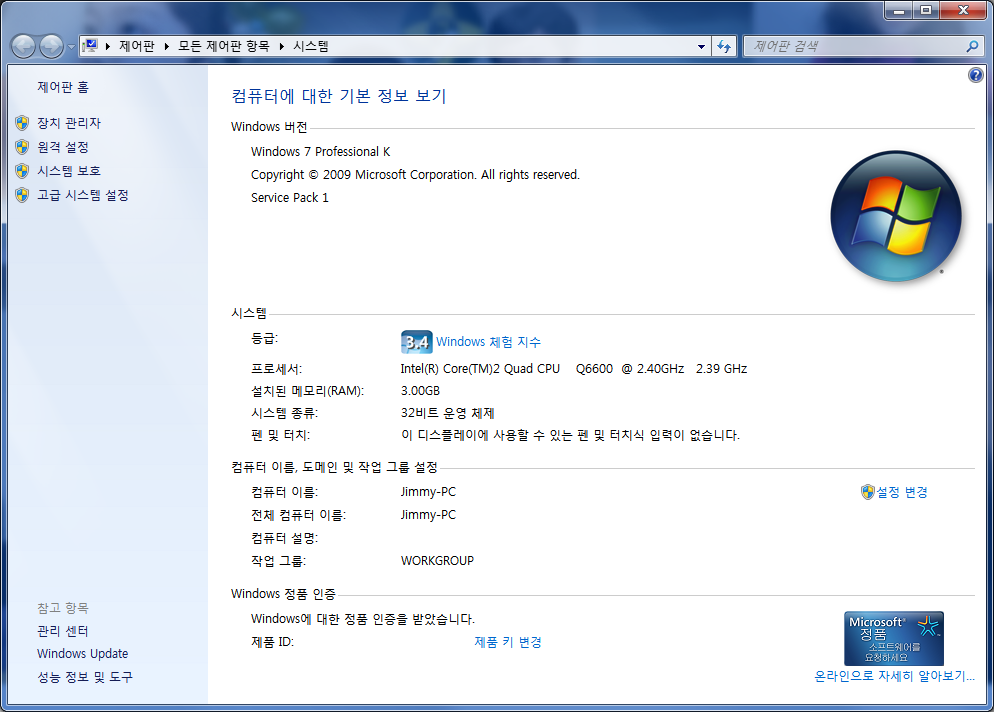 제어판 ▸ 모든 제어판 항목 ▸ 시스템
제어판 검색
제어판 홈
장치 관리자
원격 설정
시스템 보호
고급 시스템 설정
참고 항목
관리 센터
Windows Update
성능 정보 및 도구
컴퓨터에 대한 기본 정보 보기
Windows 버전
Windows 7 Professional K
Copyright © 2009 Microsoft Corporation. All rights reserved.
Service Pack 1
시스템
등급: 3.4 Windows 체험 지수
프로세서: Intel(R) Core(TM)2 Quad CPU Q6600 @ 2.40GHz 2.39 GHz
설치된 메모리(RAM): 3.00GB
시스템 종류: 32비트 운영 체제
펜 및 터치: 이 디스플레이에 사용할 수 있는 펜 및 터치식 입력이 없습니다.
컴퓨터 이름, 도메인 및 작업 그룹 설정
컴퓨터 이름: Jimmy-PC 설정 변경
전체 컴퓨터 이름: Jimmy-PC
컴퓨터 설명:
작업 그룹: WORKGROUP
Windows 정품 인증
Windows에 대한 정품 인증을 받았습니다.
제품 ID: 제품 키 변경
Microsoft®
정품
소프트웨어를
요청하세요
온라인으로 자세히 알아보기...